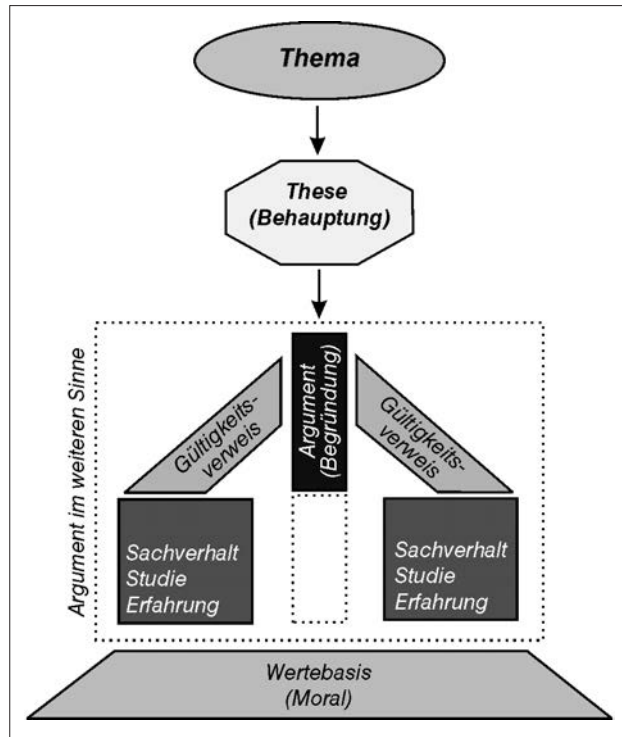 Thema
These
(Behauptung)
Argument im weiteren Sinne
Gültigkeits-
verweis
Argument
(Begründung)
Gültigkeits-
verweis
Sachverhalt
Studie
Erfahrung
Sachverhalt
Studie
Erfahrung
Wertebasis
(Moral)